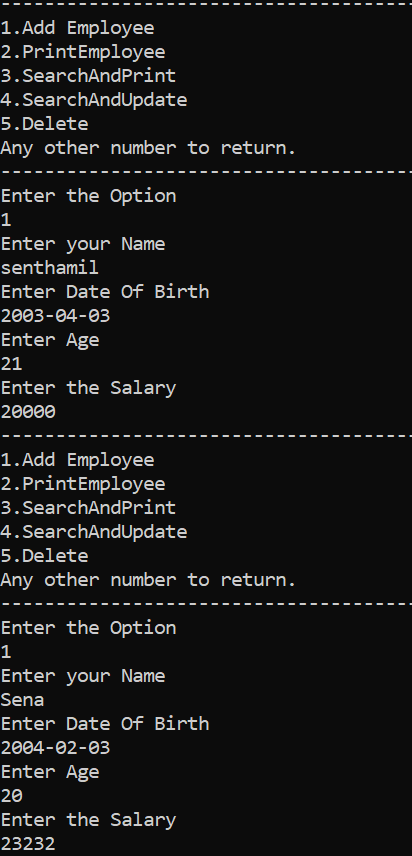 ----------------------------------------
1.Add Employee
2.PrintEmployee
3.SearchAndPrint
4.SearchAndUpdate
5.Delete
Any other number to return.
----------------------------------------
Enter the Option
1
Enter your Name
senthamil
Enter Date Of Birth
2003-04-03
Enter Age
21
Enter the Salary
20000
----------------------------------------
1.Add Employee
2.PrintEmployee
3.SearchAndPrint
4.SearchAndUpdate
5.Delete
Any other number to return.
----------------------------------------
Enter the Option
1
Enter your Name
Sena
Enter Date Of Birth
2004-02-03
Enter Age
20
Enter the Salary
23232